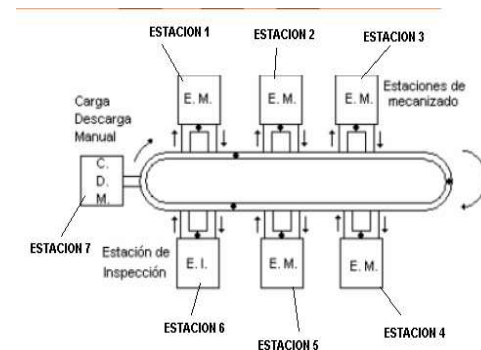 ESTACION 1
ESTACION 2
ESTACION 3
E. M.
E. M.
E. M.
Estaciones de
mecanizado
Carga
Descarga
Manual
C.
D.
M.
ESTACION 7
Estación de
Inspección
E. I.
E. M.
E. M.
ESTACION 6
ESTACION 5
ESTACION 4